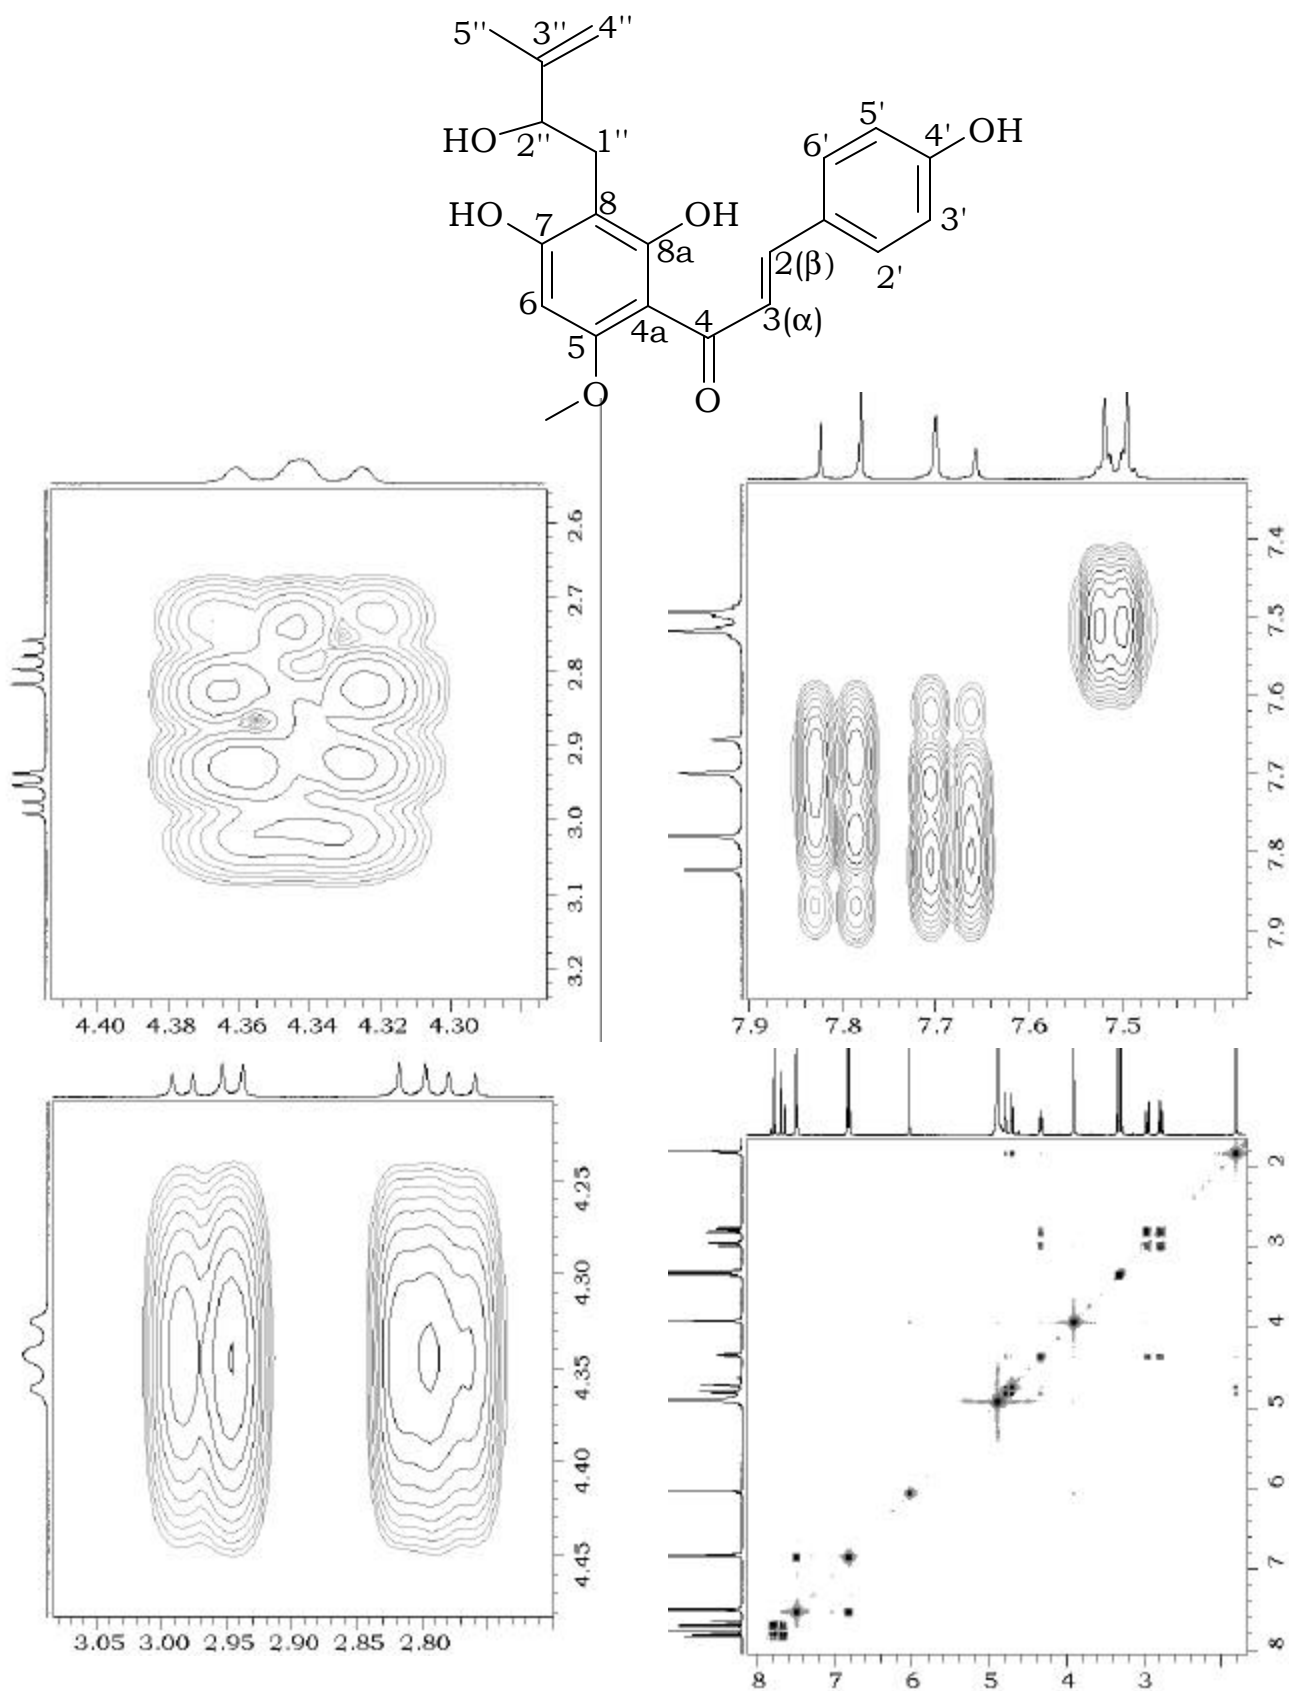 5'' 3'' 4''
HO 2'' 1'' 6' 5' 4' OH
HO 7 8 OH 3'
8a 2(β) 2'
6 4 3(α)
5 4a
O O
2.6 2.7 2.8 2.9 3.0 3.1 3.2
4.40 4.38 4.36 4.34 4.32 4.30
7.4 7.5 7.6 7.7 7.8 7.9
7.9 7.8 7.7 7.6 7.5
4.25 4.30 4.35 4.40 4.45
3.05 3.00 2.95 2.90 2.85 2.80
2 3 4 5 6 7 8
8 7 6 5 4 3